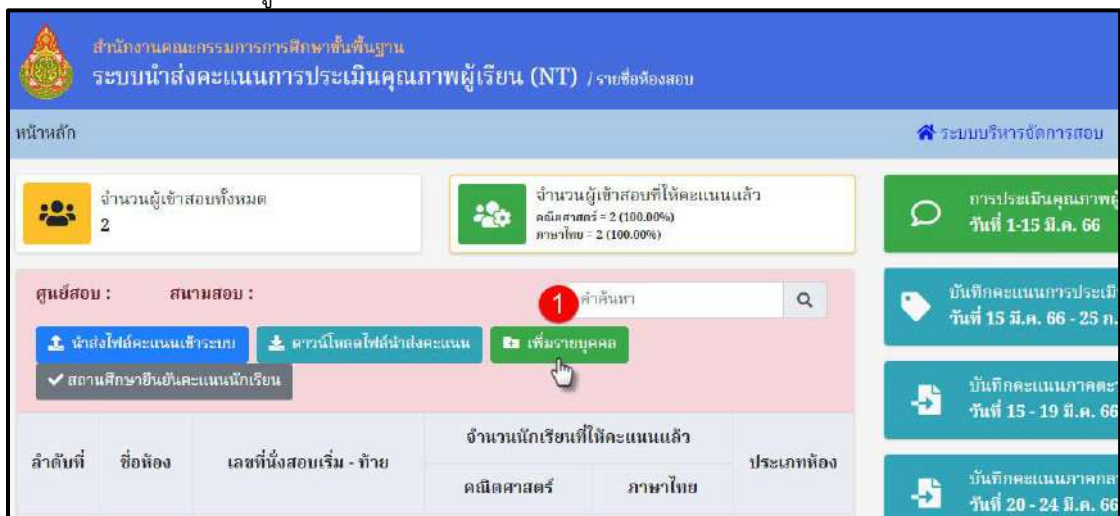 สำนักงานคณะกรรมการการศึกษาขั้นพื้นฐาน
ระบบนำส่งคะแนนการประเมินคุณภาพผู้เรียน (NT) / รายชื่อห้องสอบ
หน้าหลัก
ระบบบริหารจัดการสอบ
จำนวนผู้เข้าสอบทั้งหมด
2
จำนวนผู้เข้าสอบที่ให้คะแนนแล้ว
คณิตศาสตร์ = 2 (100.00%)
ภาษาไทย = 2 (100.00%)
การประเมินคุณภาพผู้
วันที่ 1-15 มี.ค. 66
ศูนย์สอบ : สนามสอบ :
1
คำค้นหา
นำส่งไฟล์คะแนนเข้าระบบ
ดาวน์โหลดไฟล์นำส่งคะแนน
เพิ่มรายบุคคล
สถานศึกษายืนยันคะแนนนักเรียน
บันทึกคะแนนการประเมิ
วันที่ 15 มี.ค. 66 - 25 ก.
บันทึกคะแนนภาคตะ
วันที่ 15 - 19 มี.ค. 66
บันทึกคะแนนภาคกลา
วันที่ 20 - 24 มี.ค. 66
ลำดับที่
ชื่อห้อง
เลขที่นั่งสอบเริ่ม - ท้าย
จำนวนนักเรียนที่ให้คะแนนแล้ว
คณิตศาสตร์
ภาษาไทย
ประเภทห้อง